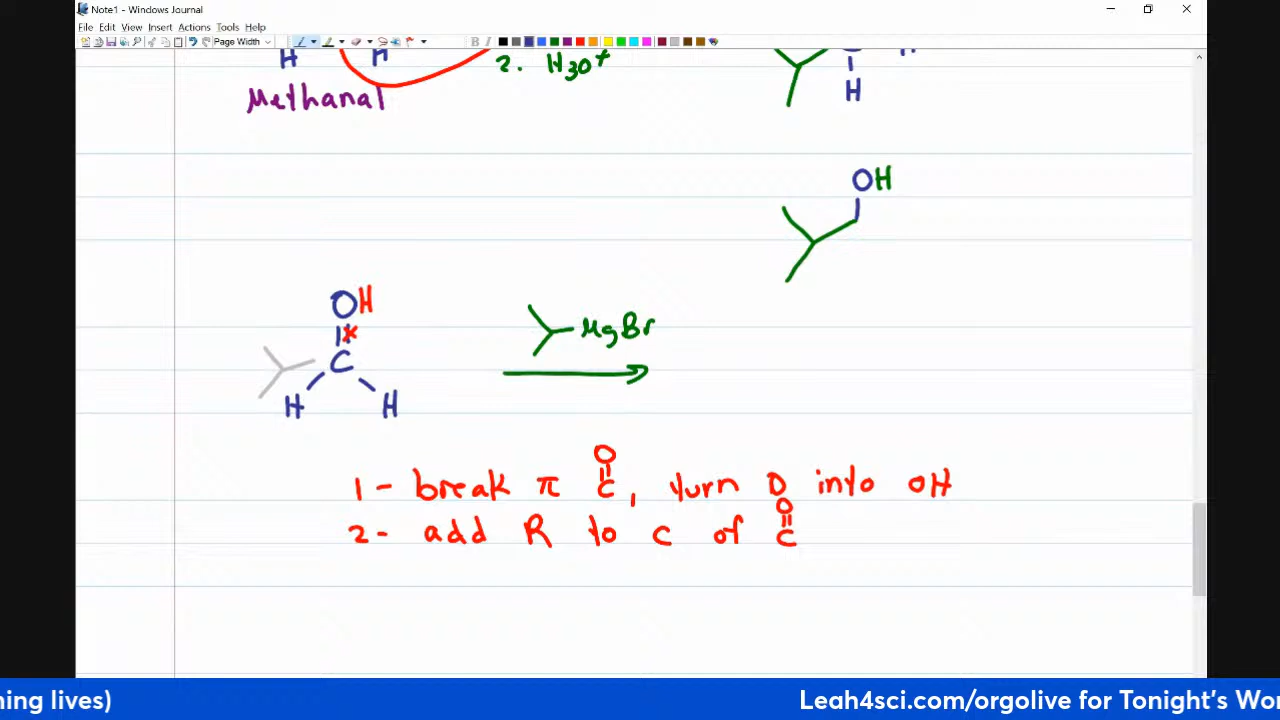 Note1 - Windows Journal
File Edit View Insert Actions Tools Help
Page Width
B I
H H
2. H3O+
H
Methanal
OH
OH
C
H H
MgBr
O
1- break π C, turn O into OH
O
2- add R to C of C
ning lives)
Leah4sci.com/orgolive for Tonight's Wor